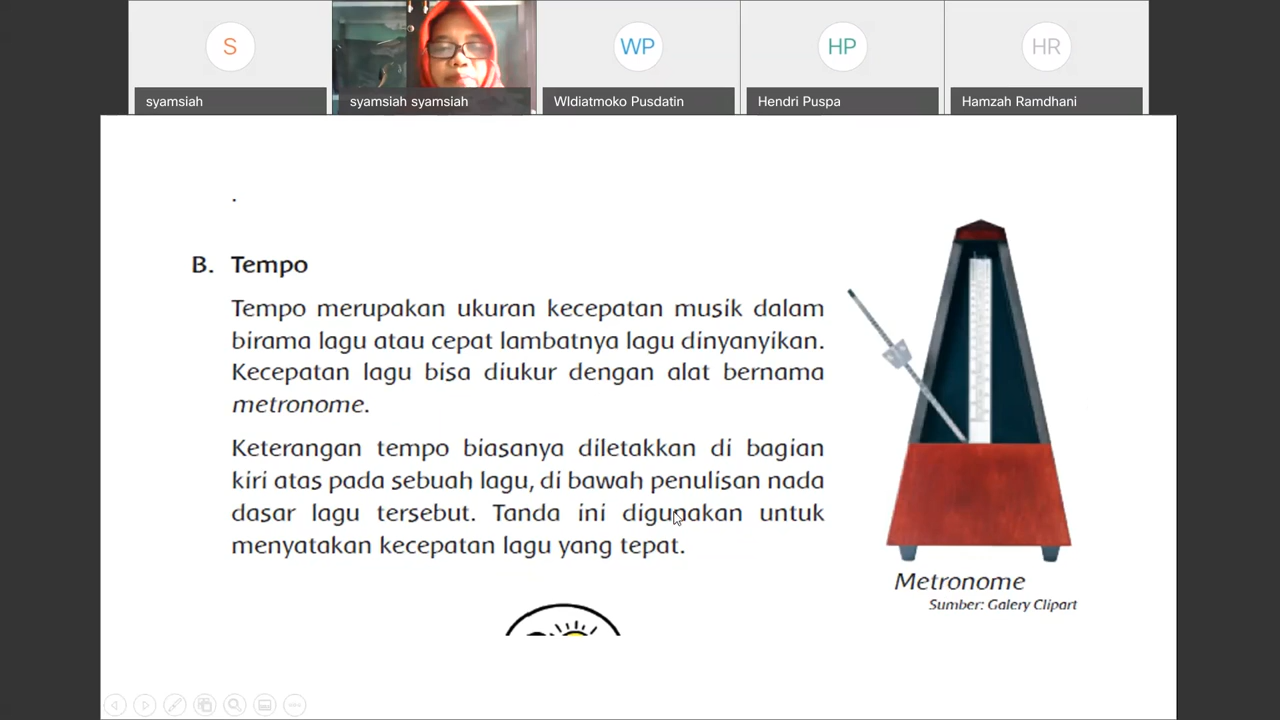 S
WP
HP
HR
syamsiah
syamsiah syamsiah
WIdiatmoko Pusdatin
Hendri Puspa
Hamzah Ramdhani
.
B. Tempo
Tempo merupakan ukuran kecepatan musik dalam
birama lagu atau cepat lambatnya lagu dinyanyikan.
Kecepatan lagu bisa diukur dengan alat bernama
metronome.
Keterangan tempo biasanya diletakkan di bagian
kiri atas pada sebuah lagu, di bawah penulisan nada
dasar lagu tersebut. Tanda ini digunakan untuk
menyatakan kecepatan lagu yang tepat.
Metronome
Sumber: Galery Clipart